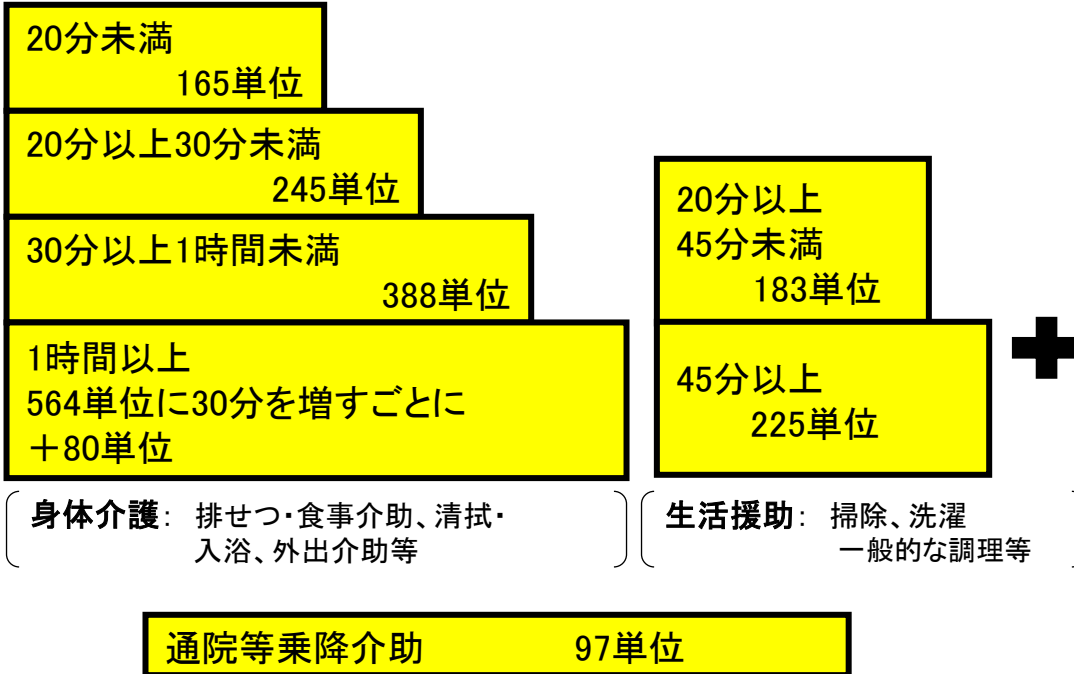 20分未満
165単位
20分以上30分未満
245単位
30分以上1時間未満
388単位
1時間以上
564単位に30分を増すごとに
＋80単位
身体介護： 排せつ・食事介助、清拭・
入浴、外出介助等
20分以上
45分未満
183単位
45分以上
225単位
生活援助： 掃除、洗濯
一般的な調理等
通院等乗降介助 97単位